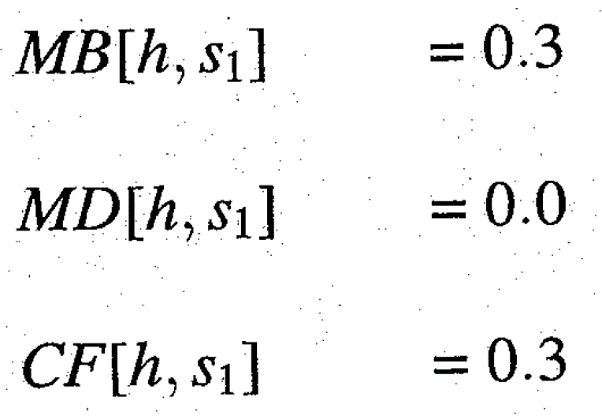 MB[h, s₁] = 0.3
MD[h, s₁] = 0.0
CF[h, s₁] = 0.3